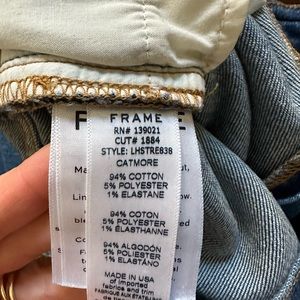 FRAME
RN# 139021
CUT# 1884
STYLE: LHSTRE838
CATMORE
94% COTTON
5% POLYESTER
1% ELASTANE
94% COTON
5% POLYESTER
1% ÉLASTHANNE
94% ALGODÓN
5% POLIÉSTER
1% ELASTANO
MADE IN USA
of imported
fabrics and trim